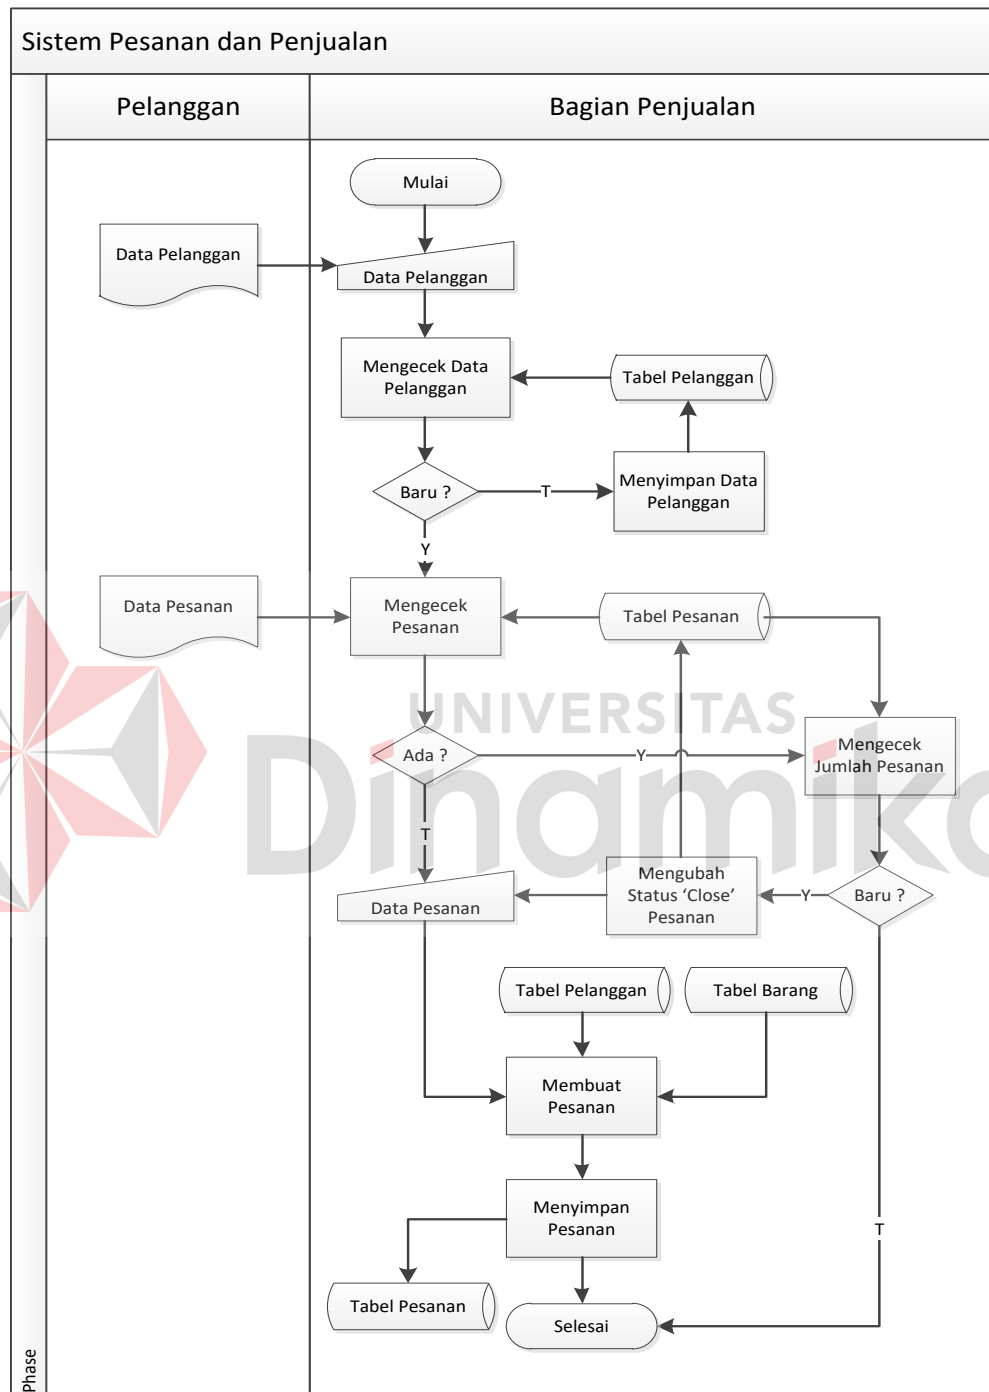 Sistem Pesanan dan Penjualan
Pelanggan
Bagian Penjualan
Mulai
Data Pelanggan
Data Pelanggan
Mengecek Data
Pelanggan
Tabel Pelanggan
Baru ?
T
Menyimpan Data
Pelanggan
Y
Data Pesanan
Mengecek
Pesanan
Tabel Pesanan
UNIVERSITAS
Dinamika
Ada ?
Y
Mengecek
Jumlah Pesanan
T
Data Pesanan
Mengubah
Status ‘Close’
Pesanan
Y
Baru ?
Tabel Pelanggan
Tabel Barang
Membuat
Pesanan
Menyimpan
Pesanan
T
Tabel Pesanan
Selesai
Phase